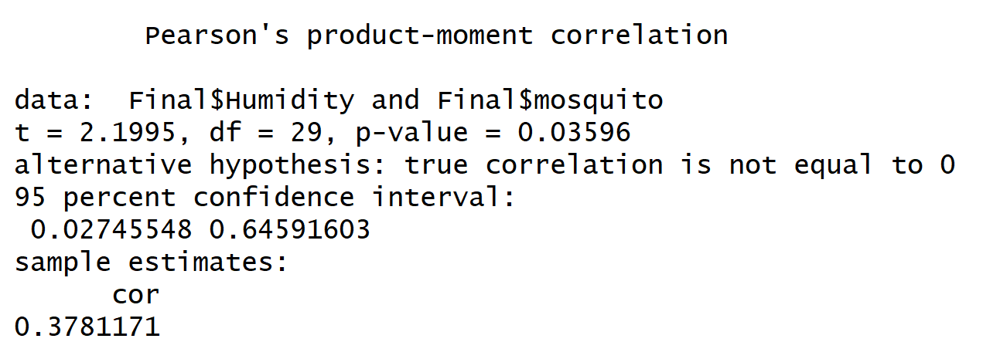 Pearson's product-moment correlation
data:  Final$Humidity and Final$mosquito
t = 2.1995, df = 29, p-value = 0.03596
alternative hypothesis: true correlation is not equal to 0
95 percent confidence interval:
 0.02745548 0.64591603
sample estimates:
      cor
0.3781171